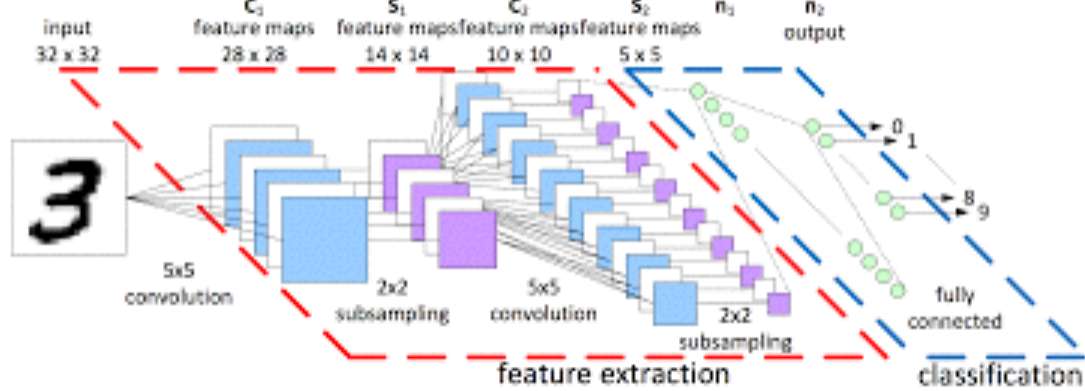 C₁ S₁ C₂ S₂ n₁ n₂
input feature maps feature maps feature maps feature maps output
32 x 32 28 x 28 14 x 14 10 x 10 5 x 5
0
1
3
8
9
5x5
convolution
2x2
subsampling
5x5
convolution
2x2
subsampling
fully
connected
feature extraction
classification